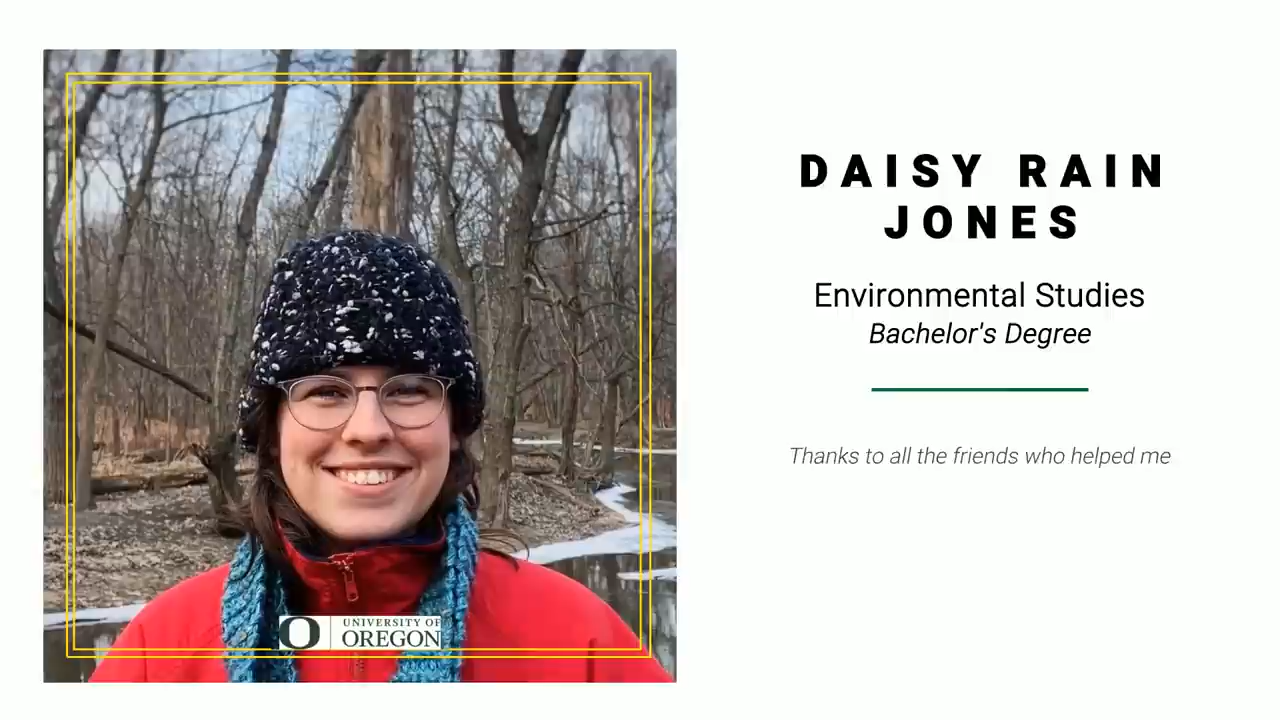 DAISY RAIN
JONES
Environmental Studies
Bachelor's Degree
Thanks to all the friends who helped me
O
UNIVERSITY OF
OREGON